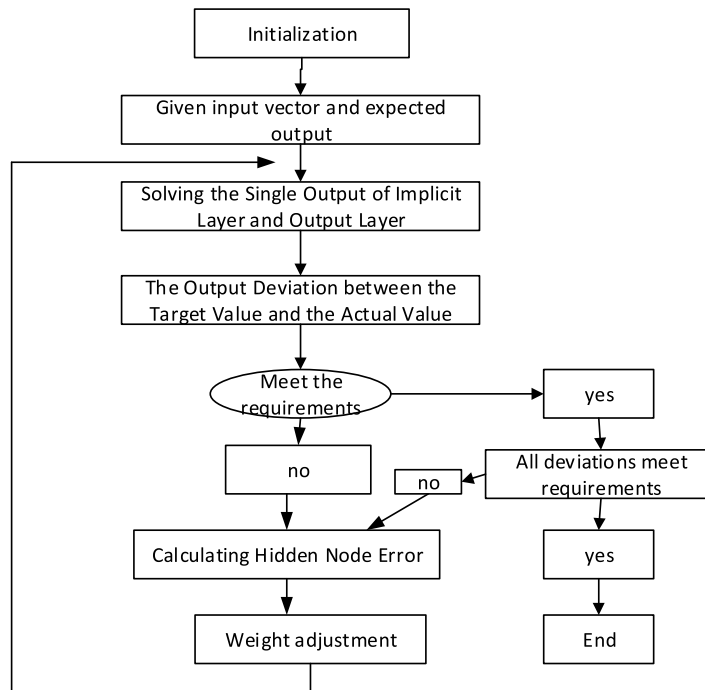 Initialization
Given input vector and expected
output
Solving the Single Output of Implicit
Layer and Output Layer
The Output Deviation between the
Target Value and the Actual Value
Meet the
requirements
yes
no
All deviations meet
requirements
no
Calculating Hidden Node Error
yes
Weight adjustment
End